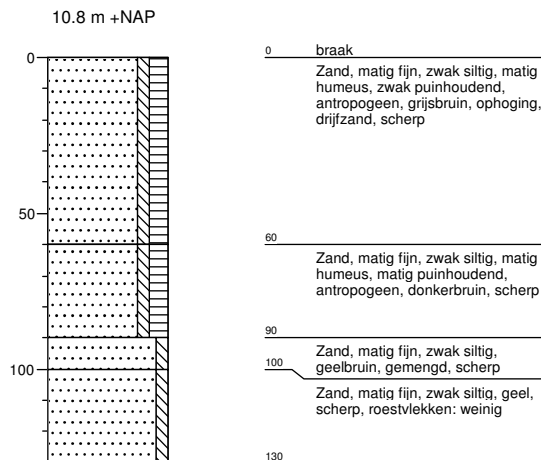 10.8 m +NAP
0
50
100
0 braak
Zand, matig fijn, zwak siltig, matig
humeus, zwak puinhoudend,
antropogeen, grijsbruin, ophoging,
drijfzand, scherp
60
Zand, matig fijn, zwak siltig, matig
humeus, matig puinhoudend,
antropogeen, donkerbruin, scherp
90
Zand, matig fijn, zwak siltig,
geelbruin, gemengd, scherp
100
Zand, matig fijn, zwak siltig, geel,
scherp, roestvlekken: weinig
130